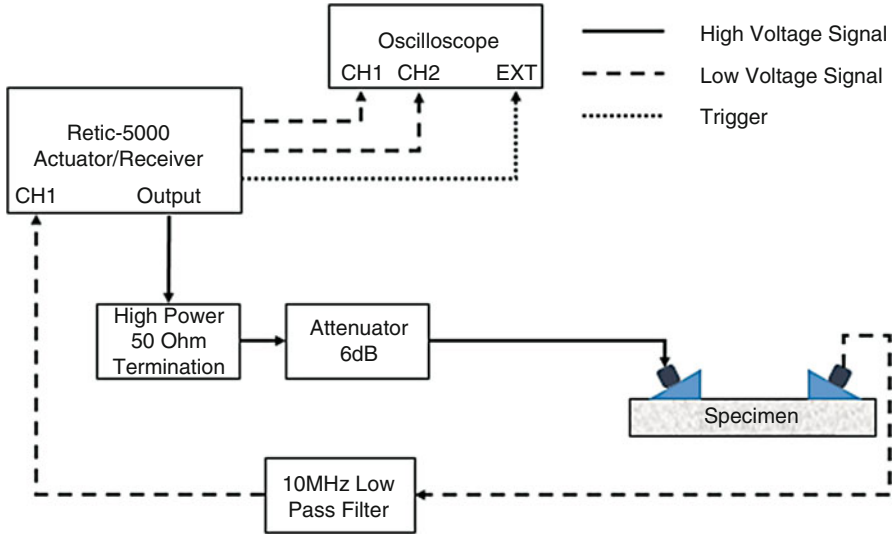 Oscilloscope
CH1 CH2 EXT
High Voltage Signal
Low Voltage Signal
Trigger
Retic-5000
Actuator/Receiver
CH1 Output
High Power
50 Ohm
Termination
Attenuator
6dB
Specimen
10MHz Low
Pass Filter